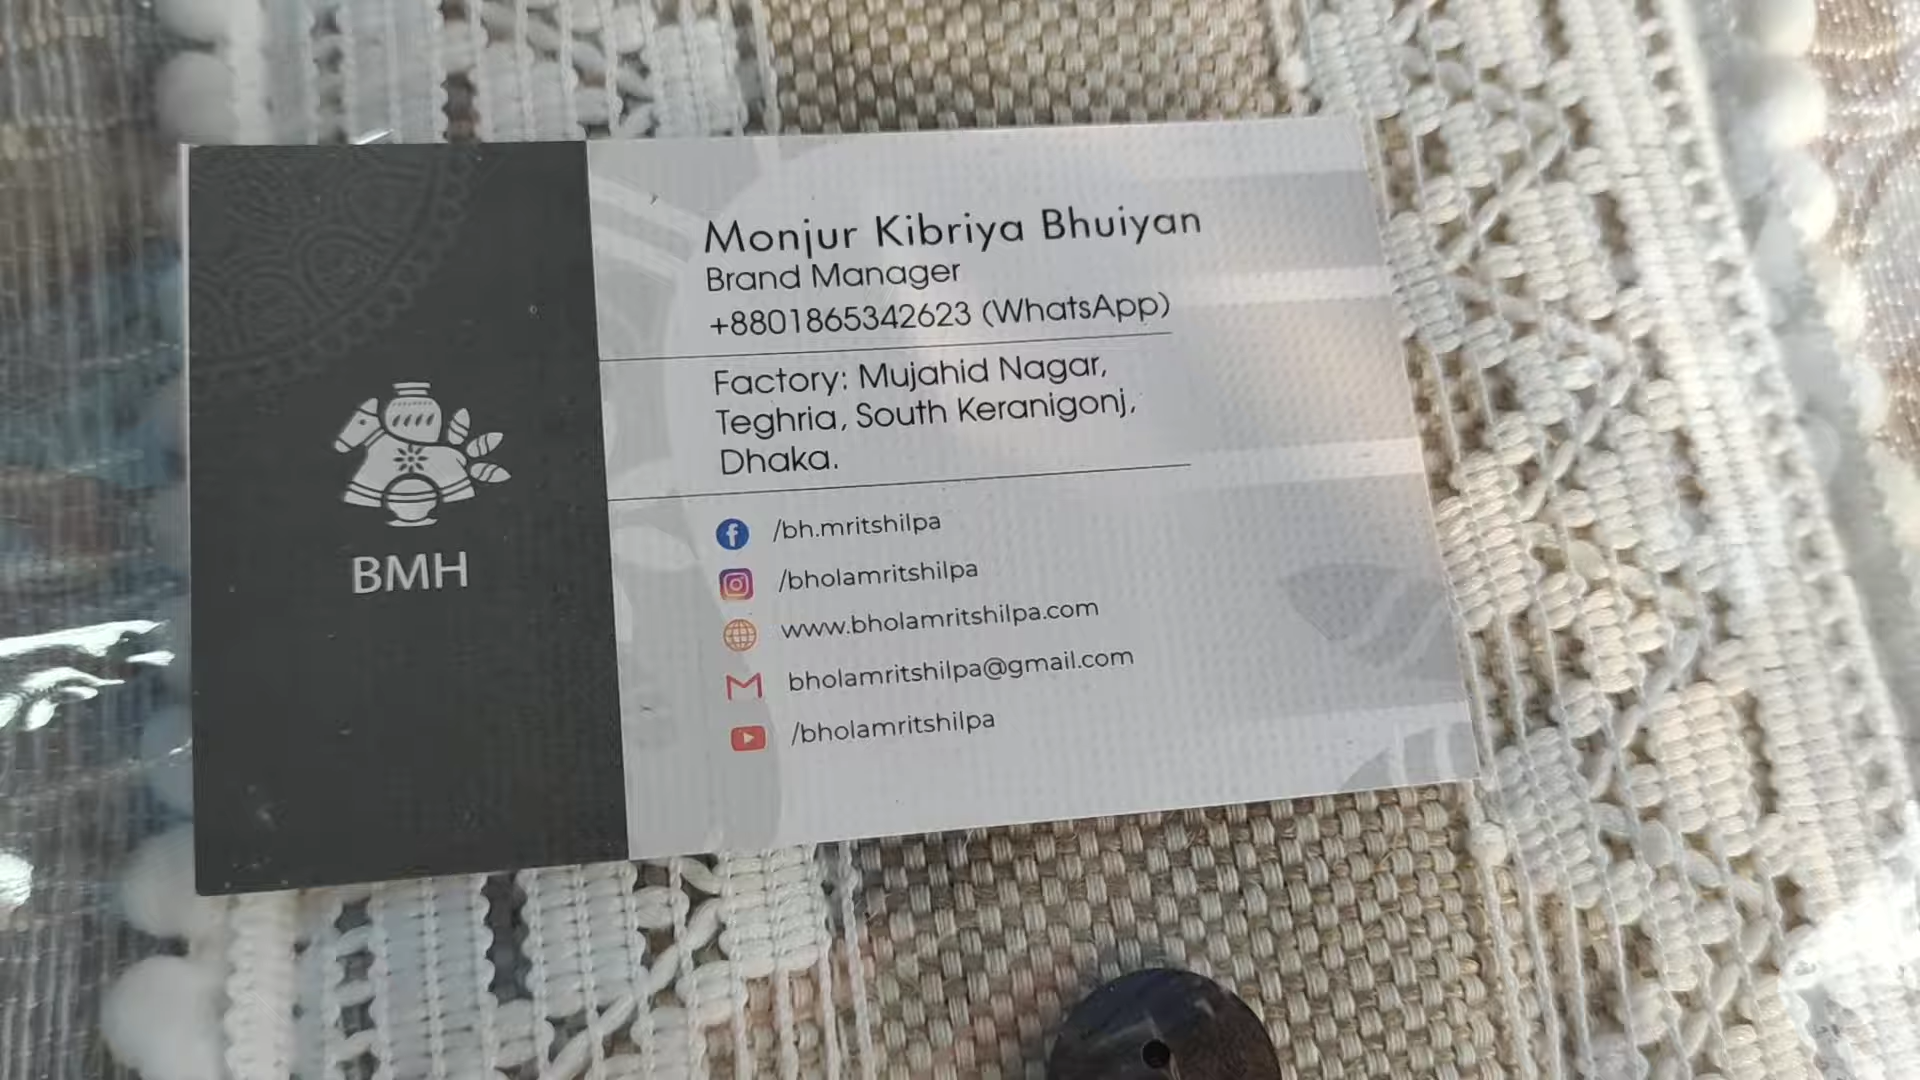 BMH
Monjur Kibriya Bhuiyan
Brand Manager
+8801865342623 (WhatsApp)
Factory: Mujahid Nagar,
Teghria, South Keranigonj,
Dhaka.
/bh.mritshilpa
/bholamritshilpa
www.bholamritshilpa.com
bholamritshilpa@gmail.com
/bholamritshilpa